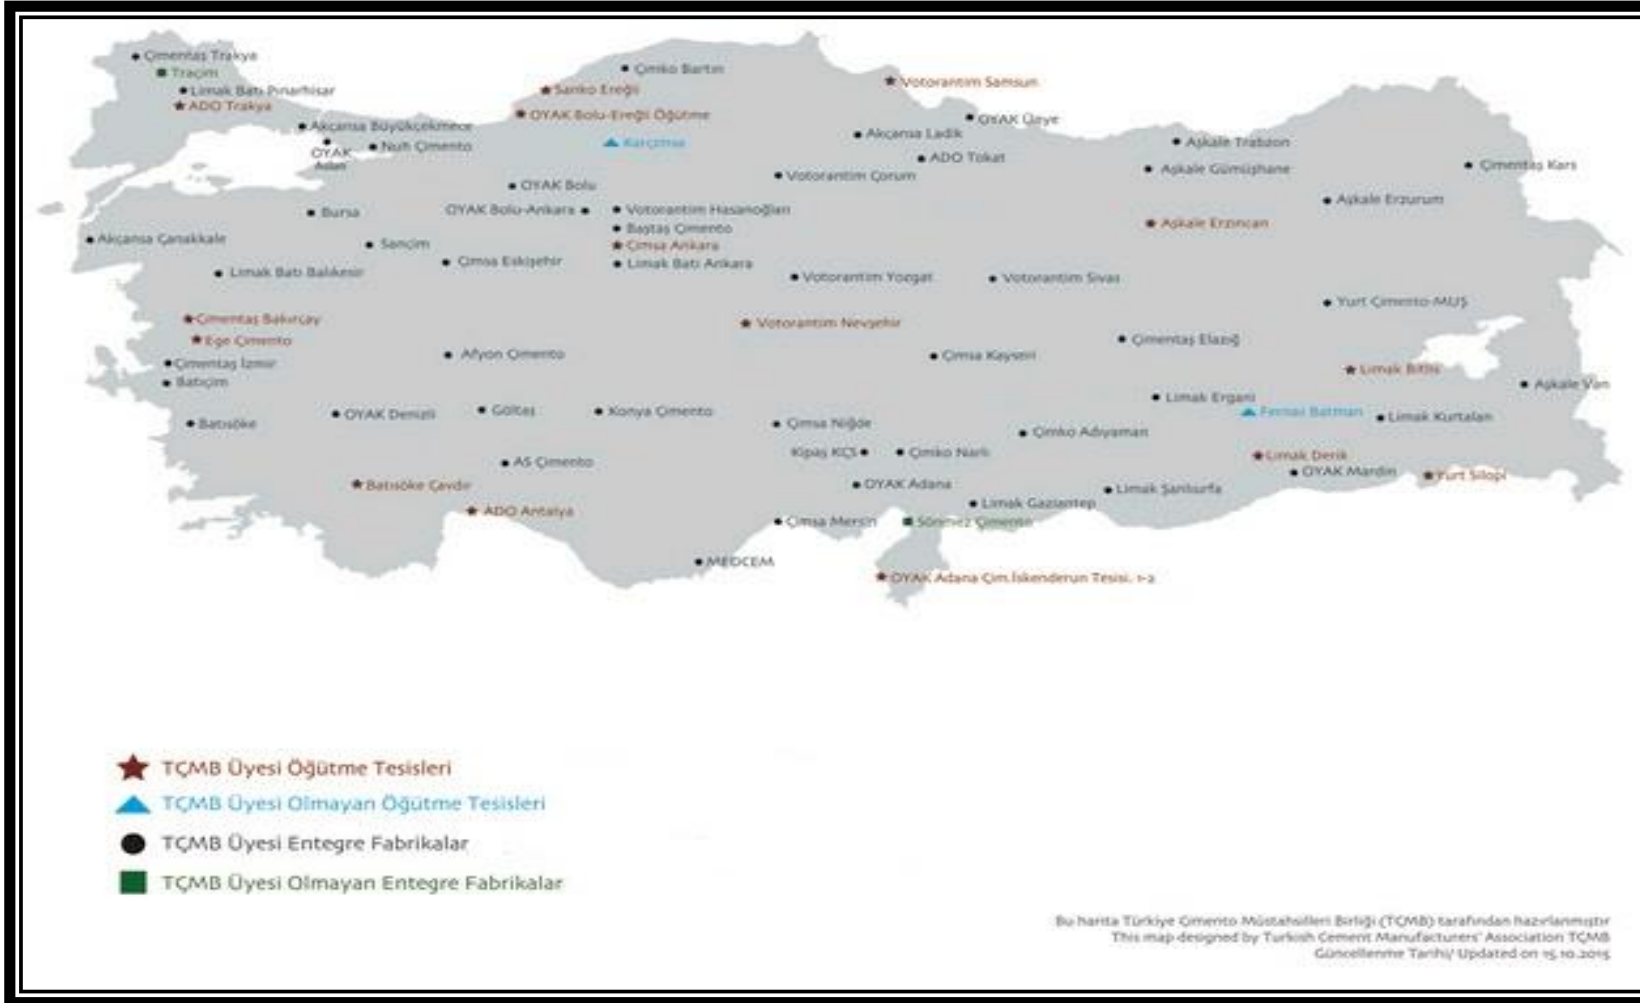 Çimentaş Trakya
Traçim
Limak Batı Pınarhisar
ADO Trakya
Çimko Bartın
Sanko Ereğli
OYAK Bolu-Ereğli Öğütme
Votorantim Samsun
Akçansa Büyükçekmece
OYAK
Aslan
Nuh Çimento
Karçimsa
Akçansa Ladik
OYAK Ünye
ADO Tokat
Aşkale Trabzon
Aşkale Gümüşhane
Çimentaş Kars
OYAK Bolu
Votorantim Çorum
Bursa
OYAK Bolu-Ankara
Votorantim Hasanoğlan
Baştaş Çimento
Çimsa Ankara
Limak Batı Ankara
Aşkale Erzurum
Aşkale Erzincan
Akçansa Çanakkale
Sançim
Çimsa Eskişehir
Limak Batı Balıkesir
Votorantim Yozgat
Votorantim Sivas
Yurt Çimento-MUŞ
Çimentaş Bakırçay
Votorantim Nevşehir
Ege Çimento
Çimentaş Elazığ
Afyon Çimento
Çimsa Kayseri
Çimentaş İzmir
Limak Bitlis
Batıçim
Aşkale Van
Limak Ergani
OYAK Denizli
Göltaş
Konya Çimento
Fernas Batman
Limak Kurtalan
Batısöke
Çimsa Niğde
Çimko Adıyaman
Kipaş KÇS
Çimko Narlı
Limak Derik
AS Çimento
OYAK Mardin
Yurt Silopi
Batısöke Çavdır
OYAK Adana
Limak Şanlıurfa
ADO Antalya
Limak Gaziantep
Çimsa Mersin
Sönmez Çimento
MEDCEM
OYAK Adana Çim.İskenderun Tesisi. 1-2
TÇMB Üyesi Öğütme Tesisleri
TÇMB Üyesi Olmayan Öğütme Tesisleri
TÇMB Üyesi Entegre Fabrikalar
TÇMB Üyesi Olmayan Entegre Fabrikalar
Bu harita Türkiye Çimento Müstahsilleri Birliği (TÇMB) tarafından hazırlanmıştır
This map designed by Turkish Cement Manufacturers' Association TÇMB
Güncellenme Tarihi/ Updated on 15.10.2015